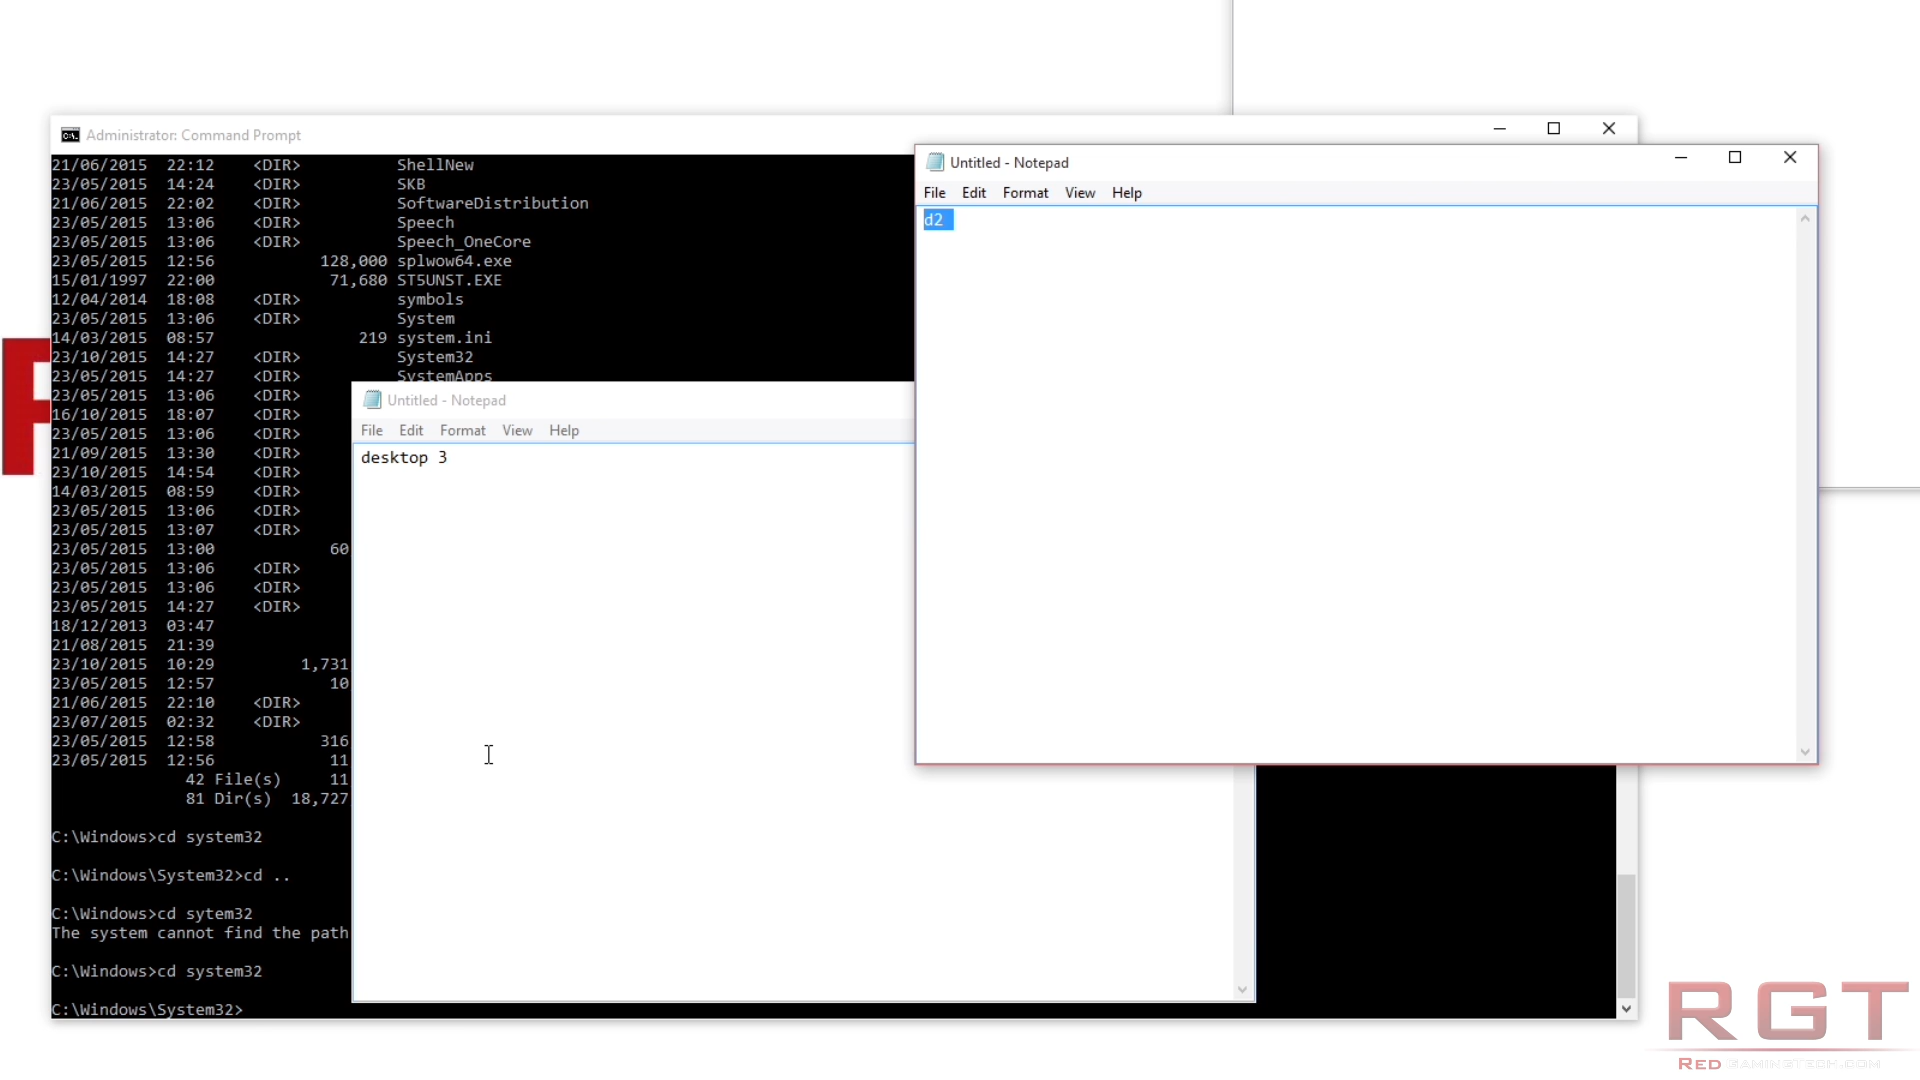 Administrator: Command Prompt
21/06/2015 22:12 <DIR> ShellNew
23/05/2015 14:24 <DIR> SKB
21/06/2015 22:02 <DIR> SoftwareDistribution
23/05/2015 13:06 <DIR> Speech
23/05/2015 13:06 <DIR> Speech_OneCore
23/05/2015 12:56 128,000 splwow64.exe
15/01/1997 22:00 71,680 ST5UNST.EXE
12/04/2014 18:08 <DIR> symbols
23/05/2015 13:06 <DIR> System
14/03/2015 08:57 219 system.ini
23/10/2015 14:27 <DIR> System32
23/05/2015 14:27 <DIR> SystemApps
23/05/2015 13:06 <DIR>
16/10/2015 18:07 <DIR>
23/05/2015 13:06 <DIR>
21/09/2015 13:30 <DIR>
23/10/2015 14:54 <DIR>
14/03/2015 08:59 <DIR>
23/05/2015 13:06 <DIR>
23/05/2015 13:07 <DIR>
23/05/2015 13:00 60
23/05/2015 13:06 <DIR>
23/05/2015 13:06 <DIR>
23/05/2015 14:27 <DIR>
18/12/2013 03:47
21/08/2015 21:39
23/10/2015 10:29 1,731
23/05/2015 12:57 10
21/06/2015 22:10 <DIR>
23/07/2015 02:32 <DIR>
23/05/2015 12:58 316
23/05/2015 12:56 11
42 File(s) 11
81 Dir(s) 18,727
C:\Windows>cd system32
C:\Windows\System32>cd ..
C:\Windows>cd sytem32
The system cannot find the path
C:\Windows>cd system32
C:\Windows\System32>
Untitled - Notepad
File Edit Format View Help
desktop 3
Untitled - Notepad
File Edit Format View Help
d2
RGT
RED GAMINGTECH.COM